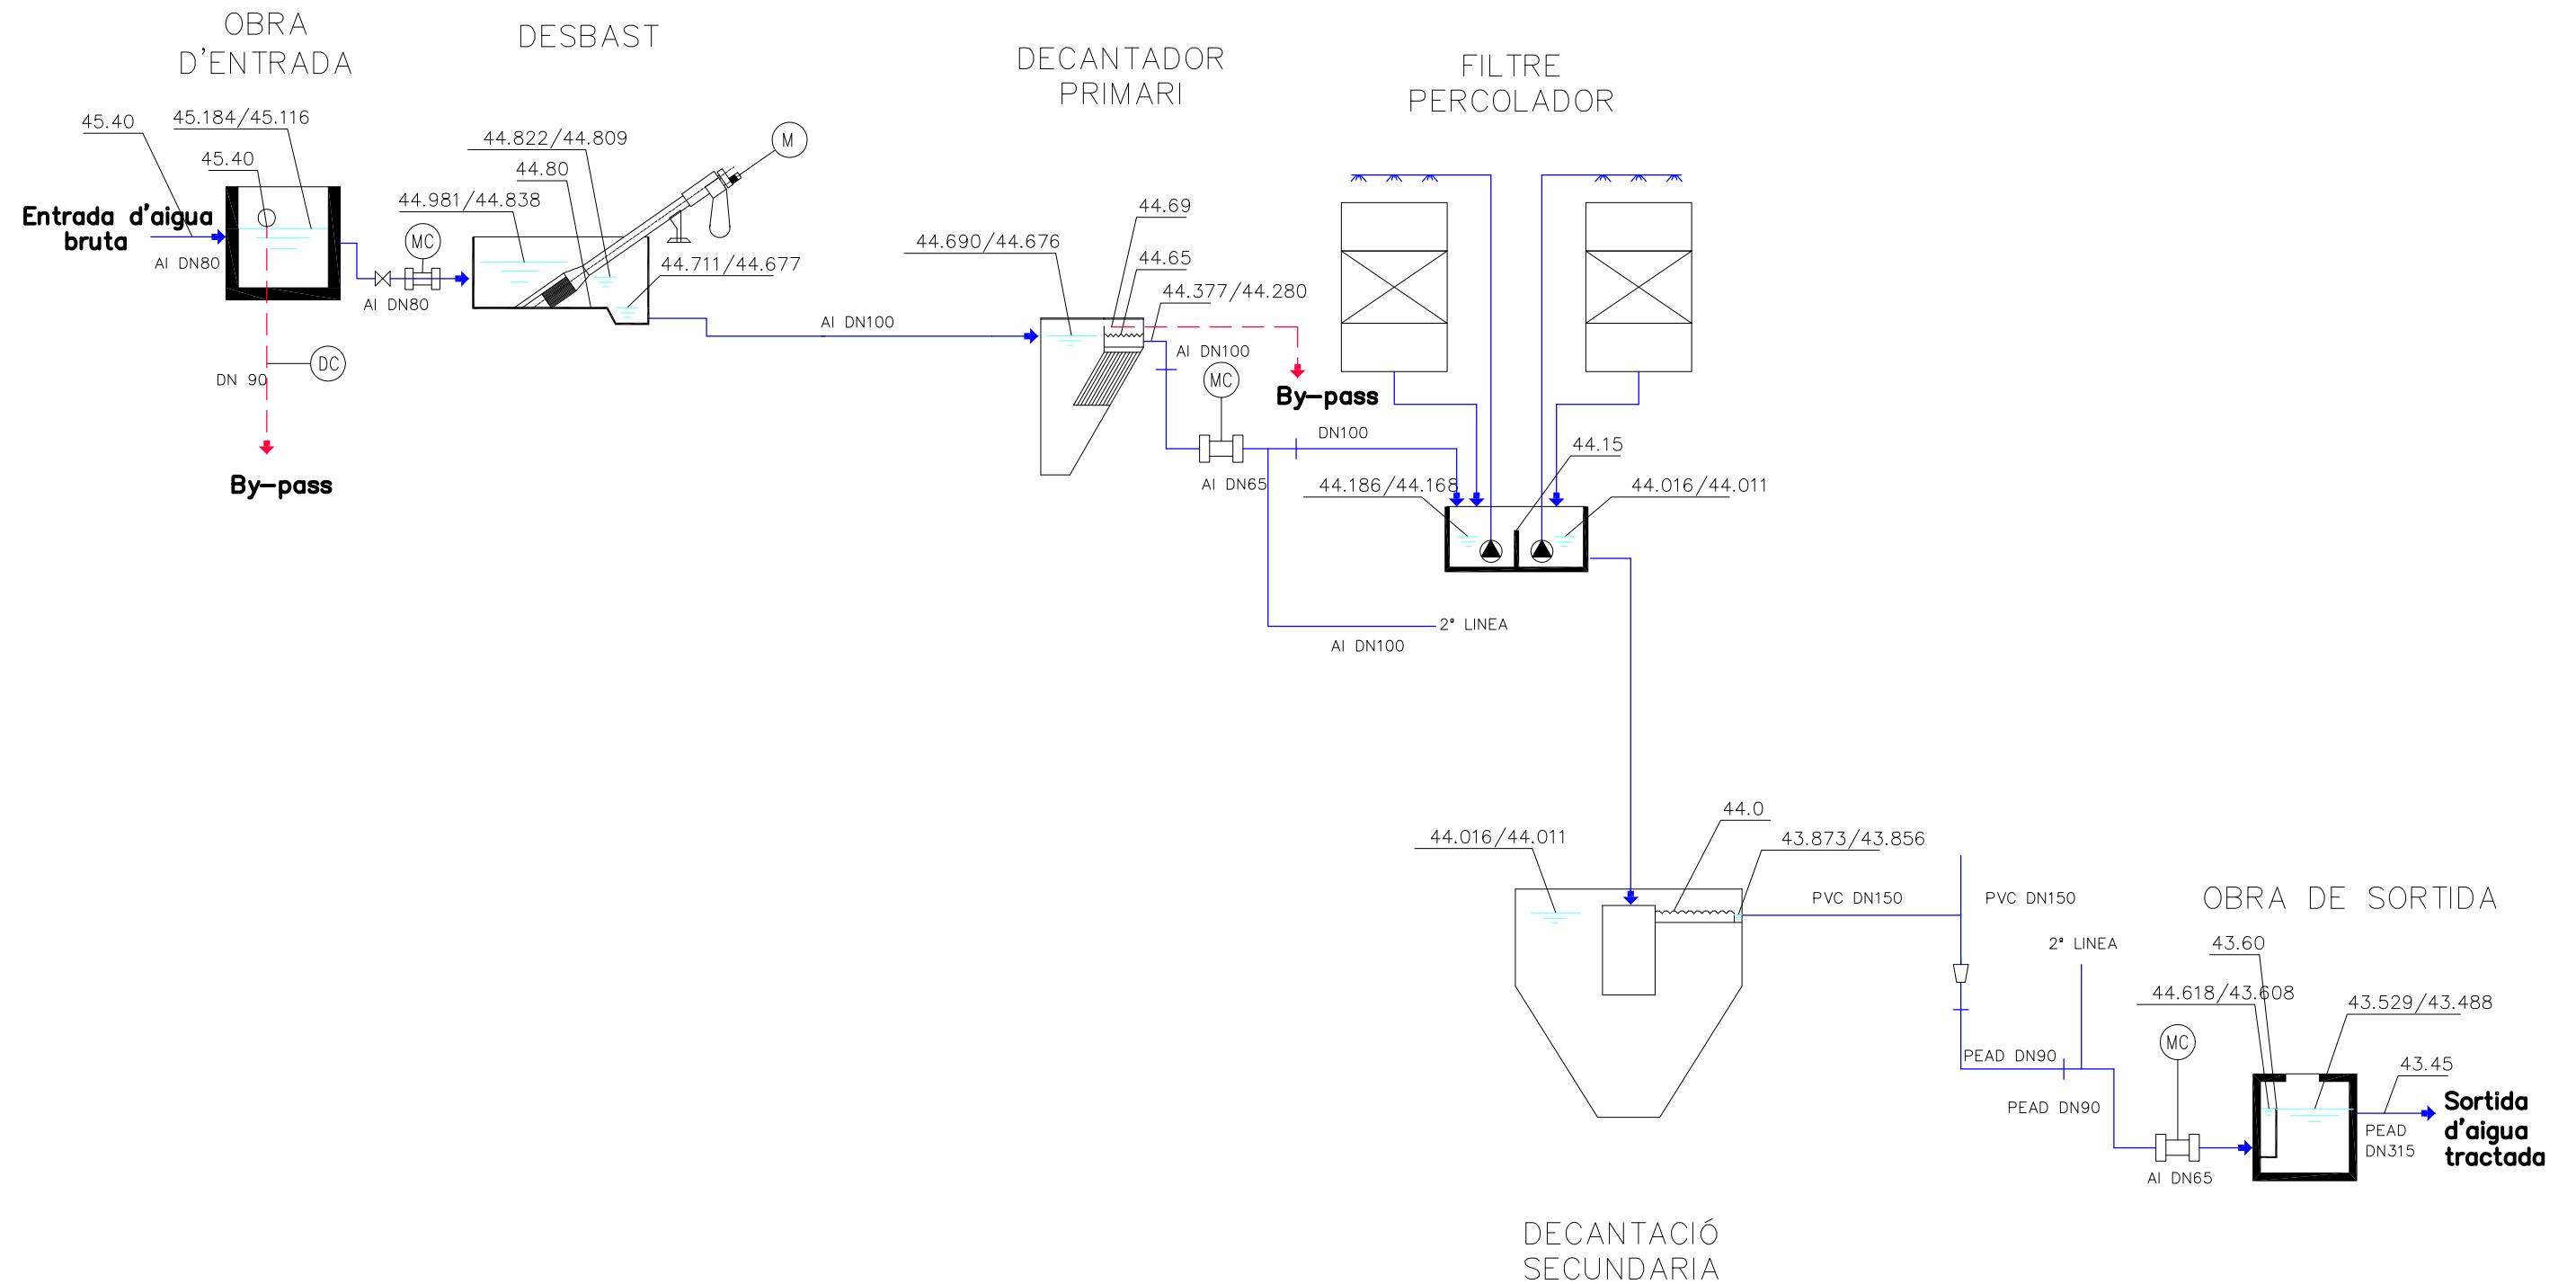 OBRA
D'ENTRADA
DESBAST
DECANTADOR
PRIMARI
FILTRE
PERCOLADOR
45.40
45.184/45.116
45.40
Entrada d'aigua
bruta
AI DN80
DN 90
DC
By-pass
MC
AI DN80
44.981/44.838
44.822/44.809
44.80
M
44.711/44.677
AI DN100
44.690/44.676
44.69
44.65
44.377/44.280
AI DN100
MC
By-pass
DN100
AI DN65
44.15
44.186/44.168
44.016/44.011
2ª LINEA
AI DN100
44.016/44.011
44.0
43.873/43.856
PVC DN150
PVC DN150
OBRA DE SORTIDA
2ª LINEA
43.60
44.618/43.608
43.529/43.488
MC
PEAD DN90
PEAD DN90
43.45
Sortida
d'aigua
tractada
PEAD
DN315
AI DN65
DECANTACIÓ
SECUNDARIA